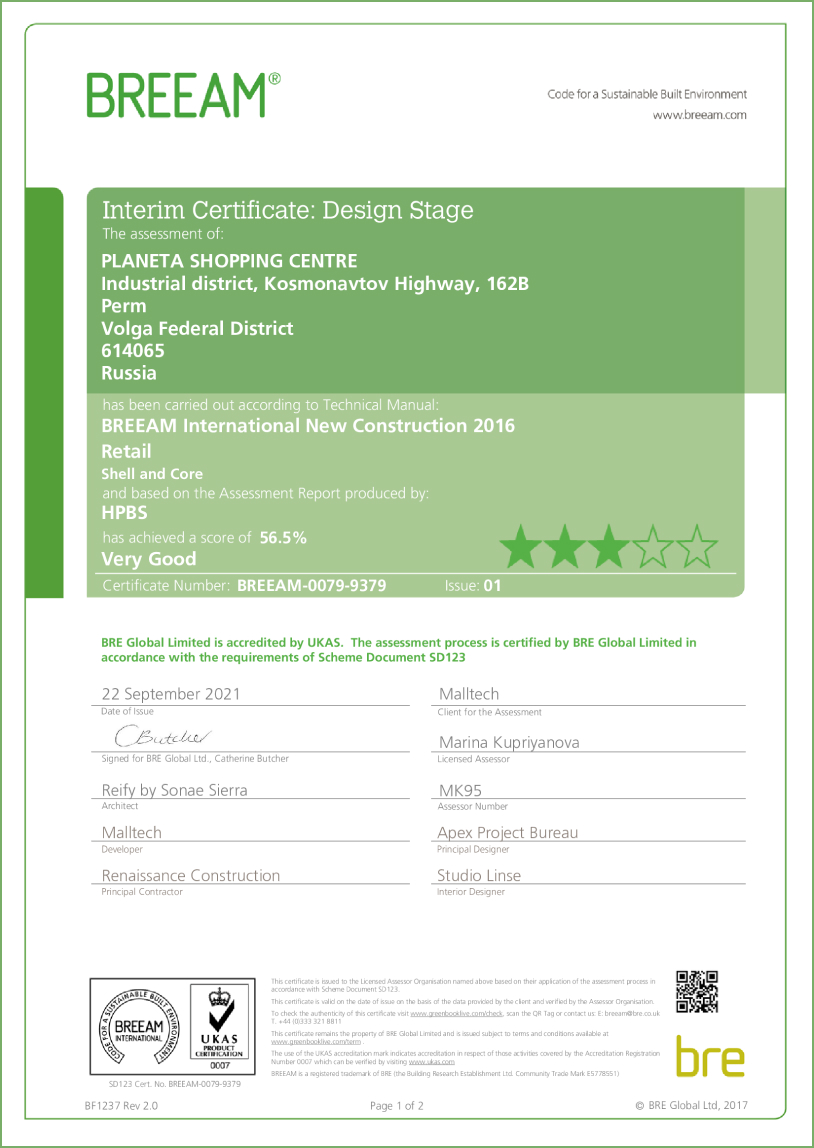 BREEAM®
Code for a Sustainable Built Environment
www.breeam.com
Interim Certificate: Design Stage
The assessment of:
PLANETA SHOPPING CENTRE
Industrial district, Kosmonavtov Highway, 162B
Perm
Volga Federal District
614065
Russia
has been carried out according to Technical Manual:
BREEAM International New Construction 2016
Retail
Shell and Core
and based on the Assessment Report produced by:
HPBS
has achieved a score of 56.5%
Very Good
Certificate Number: BREEAM-0079-9379 Issue: 01
BRE Global Limited is accredited by UKAS. The assessment process is certified by BRE Global Limited in
accordance with the requirements of Scheme Document SD123
22 September 2021
Date of Issue
Malltech
Client for the Assessment
CButcher
Signed for BRE Global Ltd., Catherine Butcher
Marina Kupriyanova
Licensed Assessor
Reify by Sonae Sierra
Architect
MK95
Assessor Number
Malltech
Developer
Apex Project Bureau
Principal Designer
Renaissance Construction
Principal Contractor
Studio Linse
Interior Designer
CODE FOR A SUSTAINABLE BUILT ENVIRONMENT
BREEAM
INTERNATIONAL
UKAS
PRODUCT
CERTIFICATION
0007
SD123 Cert. No. BREEAM-0079-9379
This certificate is issued to the Licensed Assessor Organisation named above based on their application of the assessment process in
accordance with Scheme Document SD123.
This certificate is valid on the date of issue on the basis of the data provided by the client and verified by the Assessor Organisation.
To check the authenticity of this certificate visit www.greenbooklive.com/check, scan the QR Tag or contact us: E: breeam@bre.co.uk
T. +44 (0)333 321 8811
This certificate remains the property of BRE Global Limited and is issued subject to terms and conditions available at
www.greenbooklive.com/term
The use of the UKAS accreditation mark indicates accreditation in respect of those activities covered by the Accreditation Registration
Number 0007 which can be verified by visiting www.ukas.com
BREEAM is a registered trademark of BRE (the Building Research Establishment Ltd. Community Trade Mark E5778551)
bre
BF1237 Rev 2.0
Page 1 of 2
© BRE Global Ltd, 2017